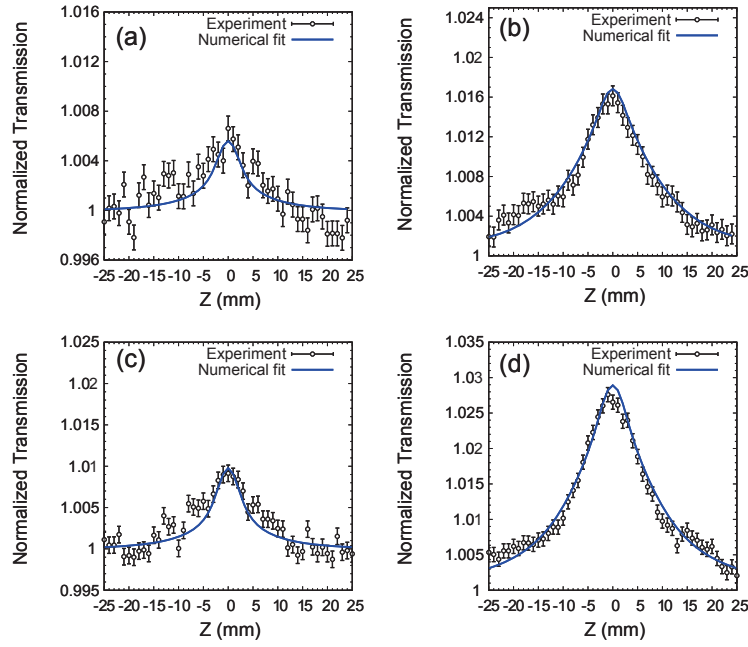 (a)
Experiment
Numerical fit
Normalized Transmission
1.016
1.012
1.008
1.004
1
0.996
-25 -20 -15 -10 -5 0 5 10 15 20 25
Z (mm)
(b)
Experiment
Numerical fit
Normalized Transmission
1.024
1.02
1.016
1.012
1.008
1.004
1
-25 -20 -15 -10 -5 0 5 10 15 20 25
Z (mm)
(c)
Experiment
Numerical fit
Normalized Transmission
1.025
1.02
1.015
1.01
1.005
1
0.995
-25 -20 -15 -10 -5 0 5 10 15 20 25
Z (mm)
(d)
Experiment
Numerical fit
Normalized Transmission
1.035
1.03
1.025
1.02
1.015
1.01
1.005
1
-25 -20 -15 -10 -5 0 5 10 15 20 25
Z (mm)